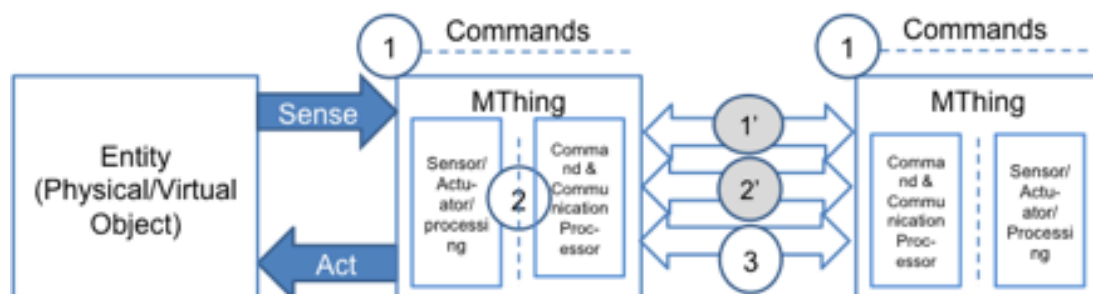 1
Commands
1
Commands
Entity
(Physical/Virtual
Object)
Sense
Act
MThing
Sensor/
Actu-
ator/
processi
ng
2
Comma
nd &
Commu
nication
Proc-
essor
1'
2'
3
MThing
Comma
nd &
Commu
nication
Proc-
essor
Sensor/
Actu-
ator/
Processi
ng